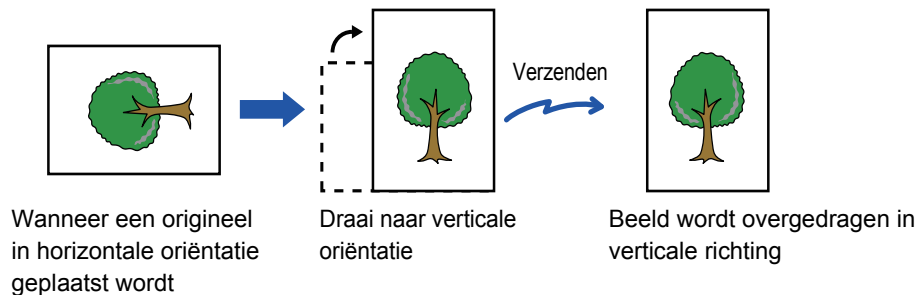 Verzenden
Wanneer een origineel
in horizontale oriëntatie
geplaatst wordt
Draai naar verticale
oriëntatie
Beeld wordt overgedragen in
verticale richting